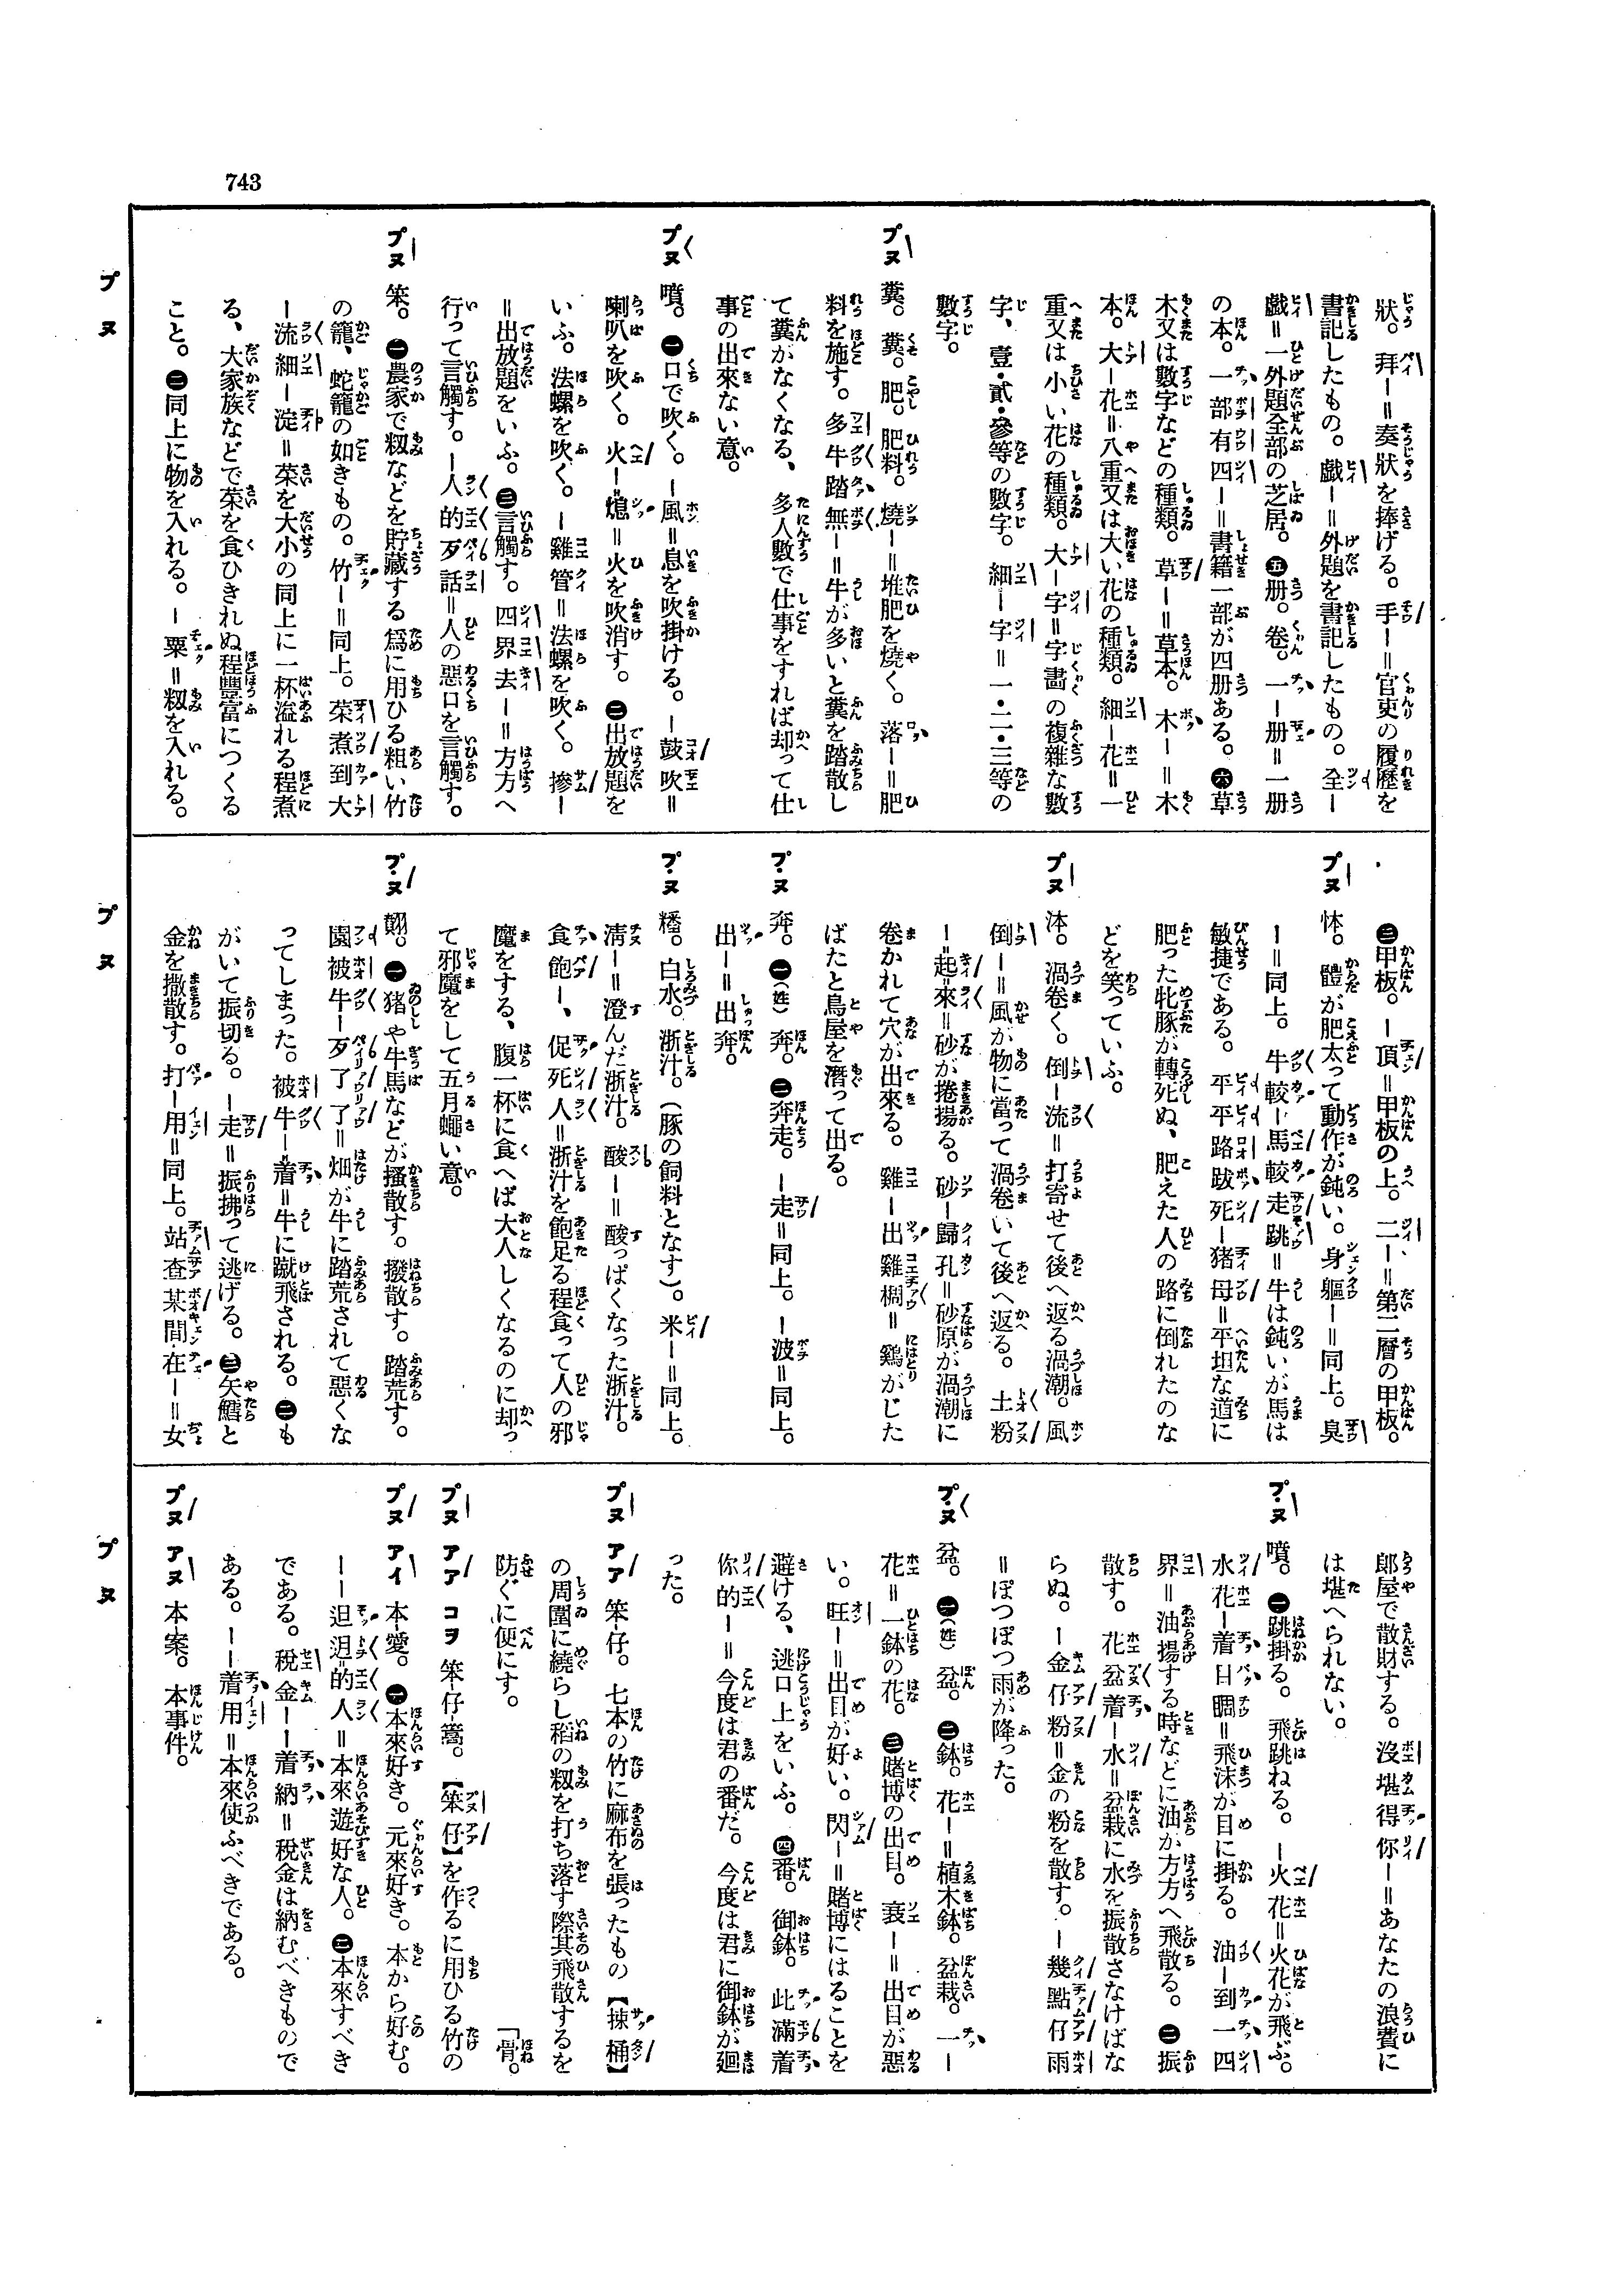 743
狀。拜ー＝奏狀を捧げる。手ー＝官吏の履歷を
書記したもの。戲ー＝外題を書記したもの。全ー
戲＝一外題全部の芝居。㊄册。卷。一ー册＝一册
の本。一部有四ー＝書籍一部が四册ある。㊅草
木又は數字などの種類。草ー＝草本。木ー＝木
本。大ー花＝八重又は大い花の種類。細ー花＝一
重又は小い花の種類。大ー字＝字畵の複雜な數
字、壹·貳·參等の數字。細ー字＝一·二·三等の
數字。
プヌ 糞。糞。肥。肥料。燒ー＝堆肥を燒く。落ー＝肥
料を施す。多牛踏無ー＝牛が多いと糞を踏散し
て糞がなくなる、多人數で仕事をすれば却って仕
事の出來ない意。
プヌ 噴。㊀口で吹く。ー風＝息を吹掛ける。ー鼓吹＝
喇叭を吹く。火ー＝熄＝火を吹消す。㊁出放題を
いふ。法螺を吹く。ー雞管＝法螺を吹く。摻ー
＝出放題をいふ。㊂言觸す。四界去ー＝方方へ
行って言觸す。ー人的歹話＝人の惡口を言觸す。
プヌ 笨。㊀農家で籾などを貯藏する爲に用ひる粗い竹
の籠、蛇籠の如きもの。竹ー＝同上。菜煮到大
ー流細ー淀＝菜を大小の同上に一杯溢れる程煮
る、大家族などで菜を食ひきれぬ程豐富につくる
こと。㊁同上に物を入れる。ー粟＝籾を入れる。
㊂甲板。ー頂＝甲板の上。二ー＝第二層の甲板。
プヌ 体。體が肥太って動作が鈍い。身軀ー＝同上。臭
ー＝同上。牛較ー馬較走跳＝牛は鈍いが馬は
敏捷である。平平路跋死ー猪母＝平坦な道に
肥った牝豚が轉死ぬ、肥えた人の路に倒れたのな
どを笑っていふ。
プヌ 泍。渦卷く。倒ー流＝打寄せて後へ返る渦潮。風
倒ー＝風が物に當って渦卷いて後へ返る。土粉
ー＝起＝來＝砂が捲揚る。砂ー歸孔＝砂原が渦潮に
卷かれて穴が出來る。雞ー出雞榈＝鷄がじた
ばたと鳥屋を潛って出る。
プ·ヌ 奔。㊀(姓) 奔。㊁奔走。ー走＝同上。ー波＝同上。
出ー＝出奔。
プ·ヌ 橎。白水。浙汁。(豚の飼料となす)。米ー＝同上。
淸ー＝澄んだ浙汁。酸ー＝酸っぱくなった浙汁。
食飽ー、促死人＝浙汁を飽足る程食って人の邪
魔をする、腹一杯に食へば大人しくなるのに却っ
て邪魔をして五月蠅い意。
プ·ヌ 翸。㊀猪や牛馬などが搔散す。撥散す。踏荒す。
園被牛ー歹了了＝畑が牛に踏荒されて惡くな
ってしまった。被牛ー着＝牛に蹴飛される。㊁も
がいて振切る。ー走＝振拂って逃げる。㊂矢鱈と
金を撒散す。打ー用＝同上。站査某間在ー＝女
郎屋で散財する。沒堪得你ー＝あなたの浪費に
は堪へられない。
プ·ヌ 噴。㊀跳掛る。飛跳ねる。ー火花＝火花が飛ぶ。
水花ー着日睭＝飛沫が目に掛る。油ー到一四
界＝油揚する時などに油か方方へ飛散る。㊁振
散す。花盆着ー水＝盆栽に水を振散さなけばな
らぬ。ー金仔粉＝金の粉を散す。ー幾點仔雨
＝ぽつぽつ雨が降った。
プ·ヌ 盆。㊀(姓) 盆。㊁鉢。花ー＝植木鉢。盆栽。一ー
花＝一鉢の花。㊂賭博の出目。衰ー＝出目が惡
い。旺ー＝出目が好い。閃ー＝賭博にはることを
避ける、逃口上をいふ。㊃番。御鉢。此滿着
你的ー＝今度は君の番だ。今度は君に御鉢が廻
った。
プヌ アア 笨ー仔。七本の竹に麻布を張ったもの【捒桶】
の周圍に繞らし稻の籾を打ち落す際其飛散するを
防ぐに便にす。
プヌ アア コヲ 笨ー仔篙。【笨仔】を作るに用ひる竹の
「骨。
プヌ アイ 本ー愛。㊀本來好き。元來好き。本から好む。
ーー𨑨迌＝的人＝本來遊好な人。㊁本來すべき
である。稅金ーー着納＝稅金は納むべきもので
ある。ーー着用＝本來使ふべきである。
プヌ アヌ 本ー案。本事件。
プヌ
プヌ
プヌ